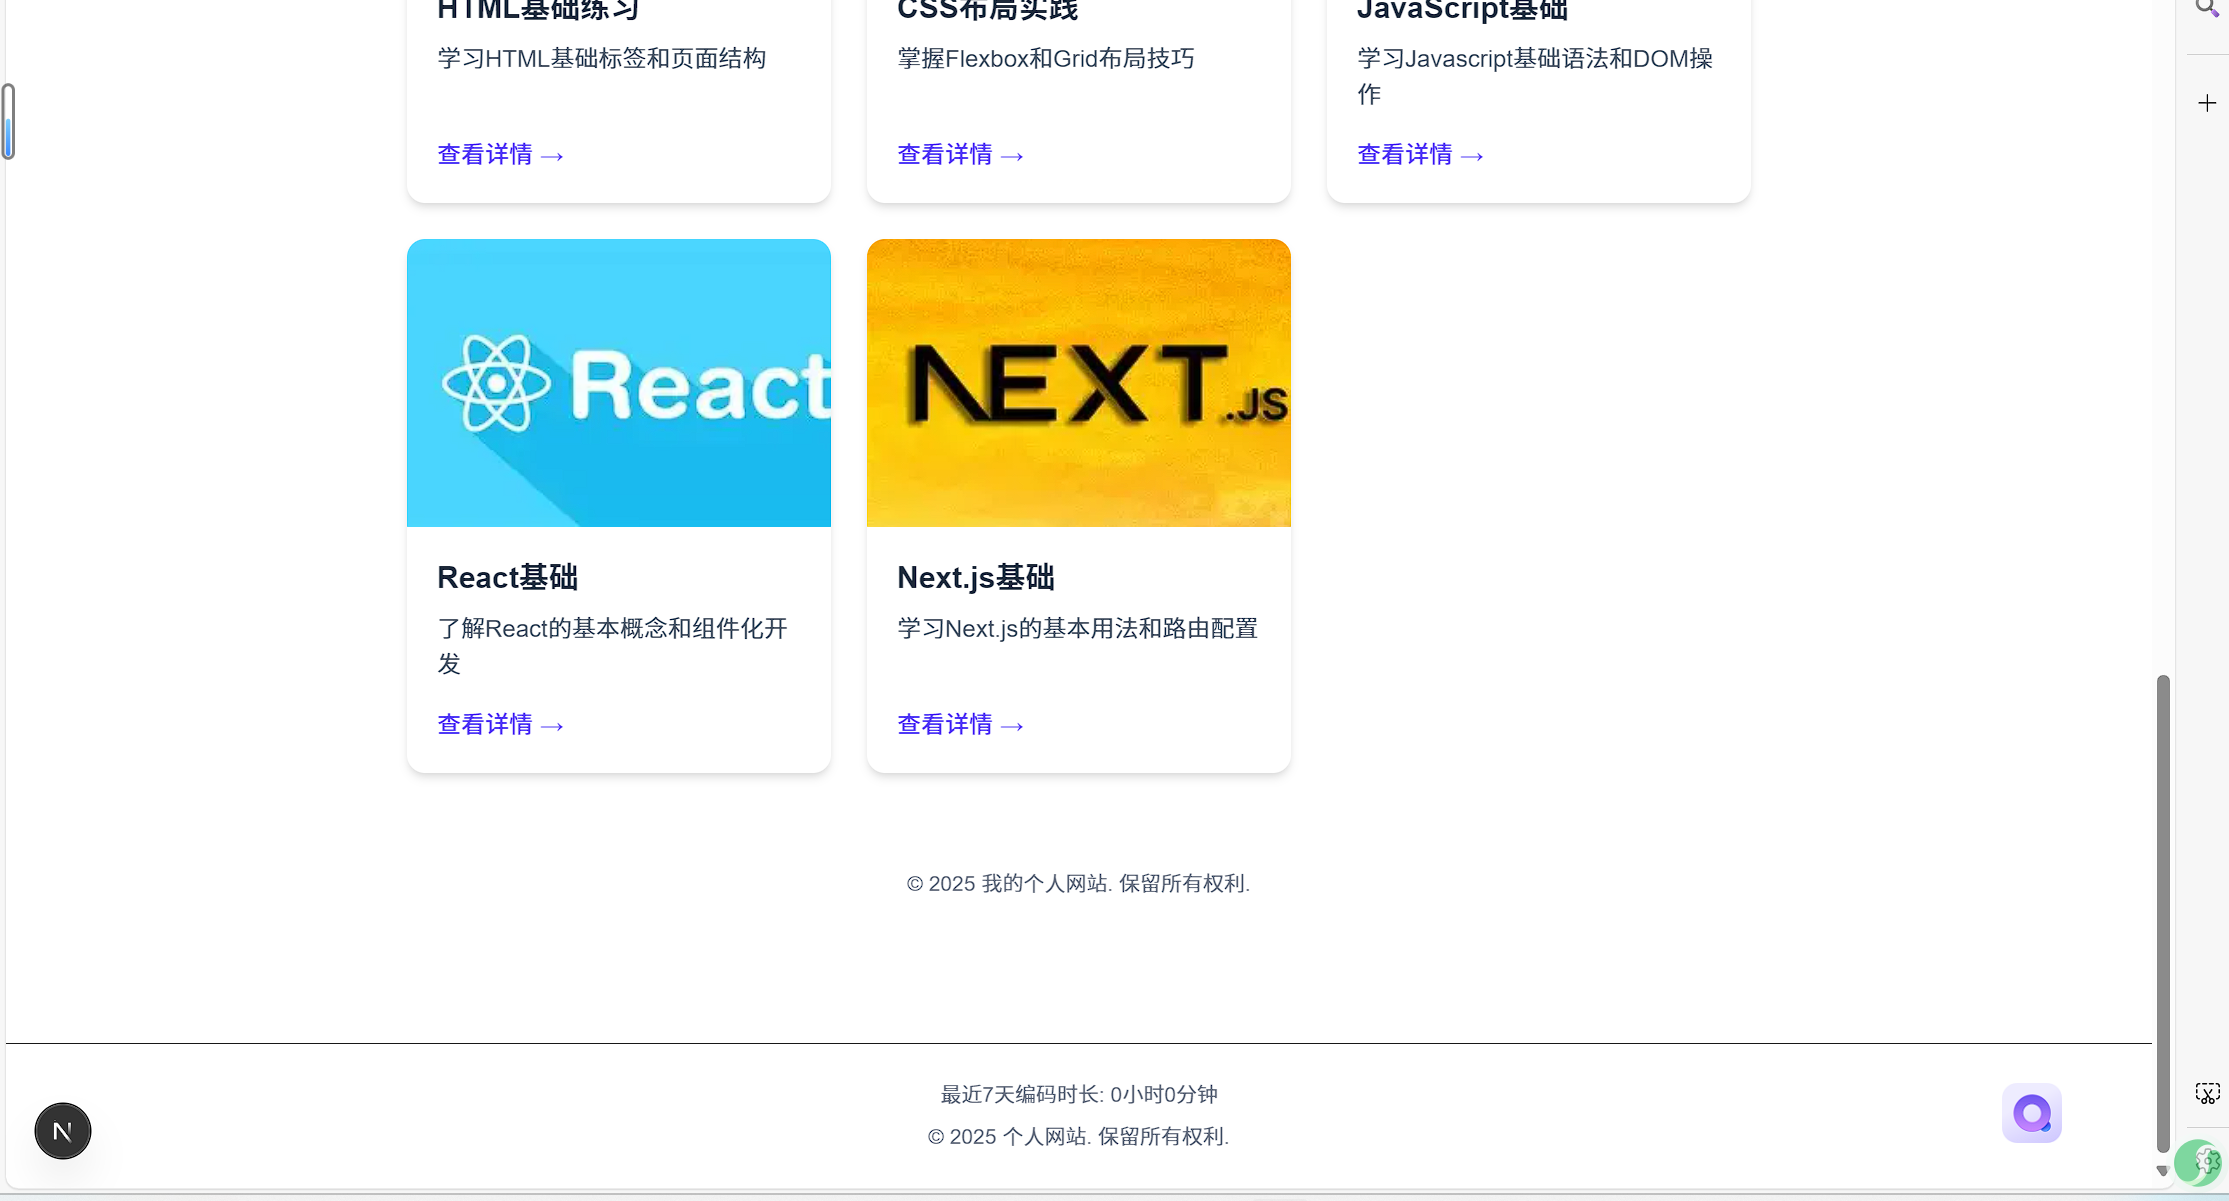 HTML基础练习
学习HTML基础标签和页面结构
查看详情 →
CSS布局实践
掌握Flexbox和Grid布局技巧
查看详情 →
JavaScript基础
学习Javascript基础语法和DOM操
作
查看详情 →
React
React基础
了解React的基本概念和组件化开
发
查看详情 →
NEXT.JS
Next.js基础
学习Next.js的基本用法和路由配置
查看详情 →
© 2025 我的个人网站. 保留所有权利.
最近7天编码时长: 0小时0分钟
© 2025 个人网站. 保留所有权利.
N